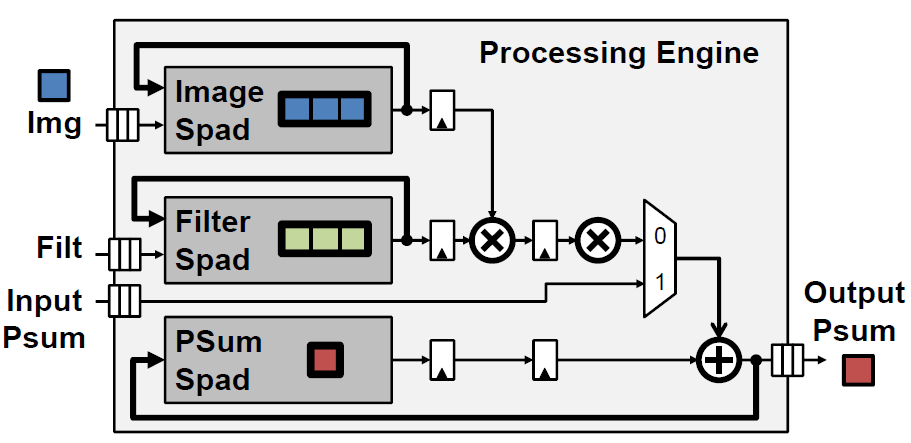 Processing Engine
Img
Image
Spad
Filt
Filter
Spad
0
1
Input
Psum
PSum
Spad
Output
Psum